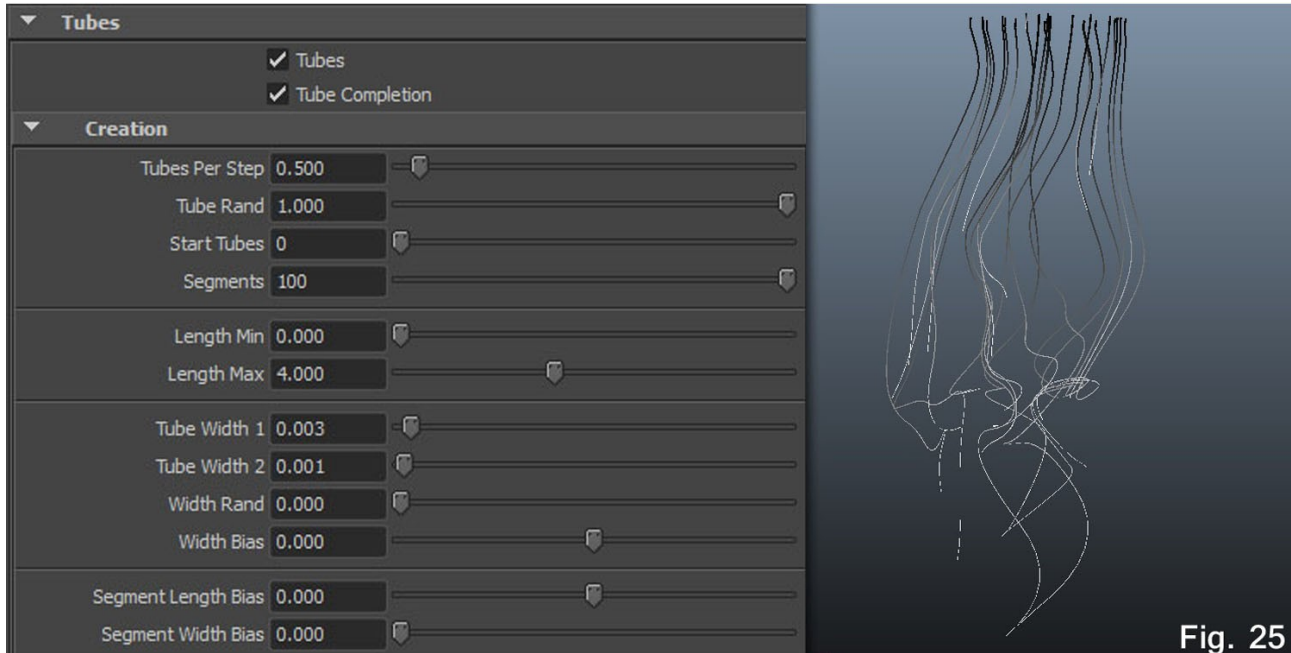 Tubes
Tubes
Tube Completion
Creation
Tubes Per Step 0.500
Tube Rand 1.000
Start Tubes 0
Segments 100
Length Min 0.000
Length Max 4.000
Tube Width 1 0.003
Tube Width 2 0.001
Width Rand 0.000
Width Bias 0.000
Segment Length Bias 0.000
Segment Width Bias 0.000
Fig. 25